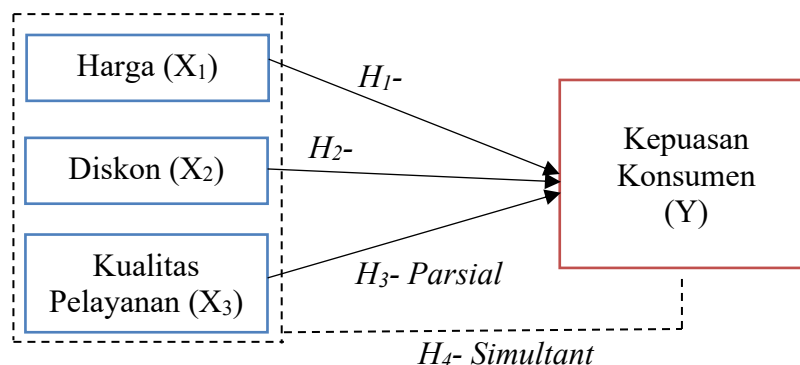 Harga (X₁)
H₁-
Diskon (X₂)
H₂-
Kualitas
Pelayanan (X₃)
H₃- Parsial
H₄- Simultant
Kepuasan
Konsumen
(Y)